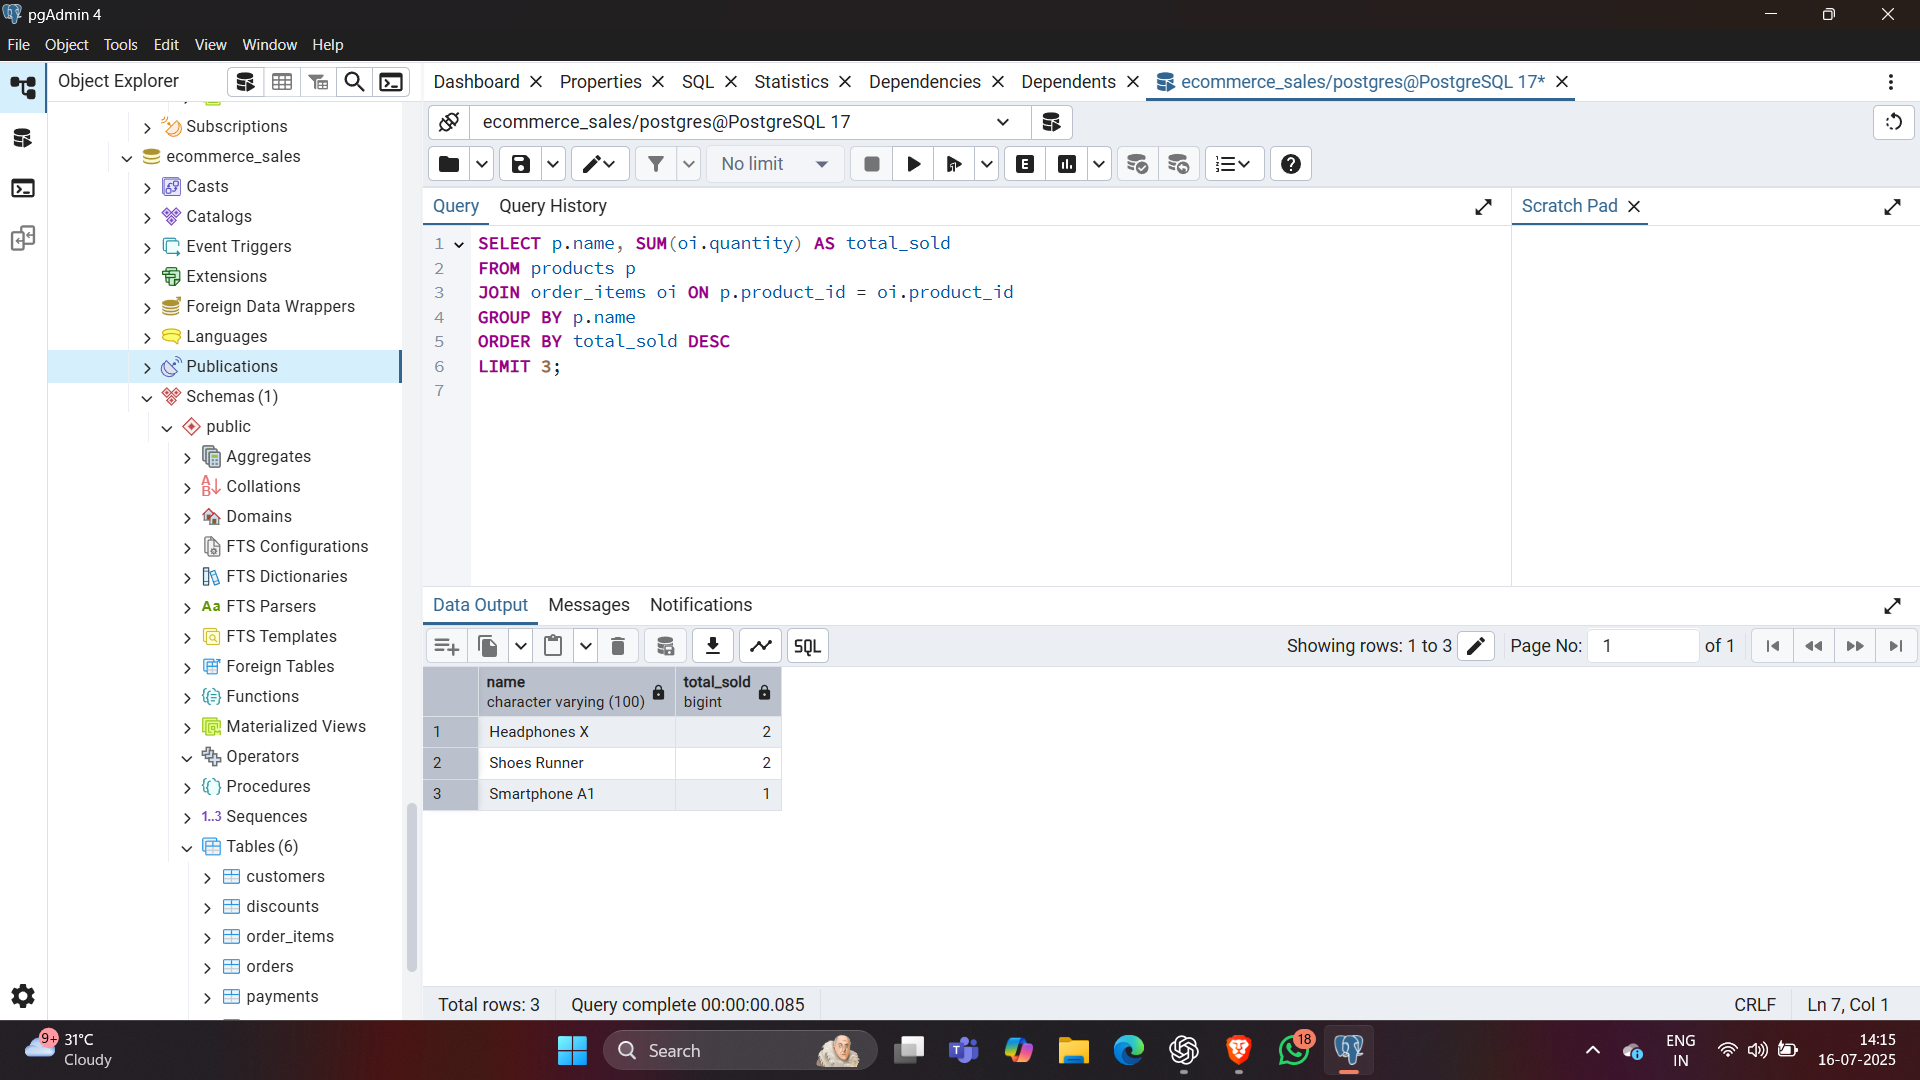 pgAdmin 4
File Object Tools Edit View Window Help
Object Explorer
Dashboard Properties SQL Statistics Dependencies Dependents ecommerce_sales/postgres@PostgreSQL 17*
Subscriptions
ecommerce_sales
Casts
Catalogs
Event Triggers
Extensions
Foreign Data Wrappers
Languages
Publications
Schemas (1)
public
Aggregates
Collations
Domains
FTS Configurations
FTS Dictionaries
Aa FTS Parsers
FTS Templates
Foreign Tables
Functions
Materialized Views
Operators
Procedures
1..3 Sequences
Tables (6)
customers
discounts
order_items
orders
payments
ecommerce_sales/postgres@PostgreSQL 17
No limit E
Query Query History
Scratch Pad
1 SELECT p.name, SUM(oi.quantity) AS total_sold
2 FROM products p
3 JOIN order_items oi ON p.product_id = oi.product_id
4 GROUP BY p.name
5 ORDER BY total_sold DESC
6 LIMIT 3;
7
Data Output Messages Notifications
SQL
Showing rows: 1 to 3 Page No: 1 of 1
name total_sold
character varying (100) bigint
1 Headphones X 2
2 Shoes Runner 2
3 Smartphone A1 1
Total rows: 3 Query complete 00:00:00.085 CRLF Ln 7, Col 1
9+ 31°C
Cloudy
Search
18
ENG
IN
14:15
16-07-2025